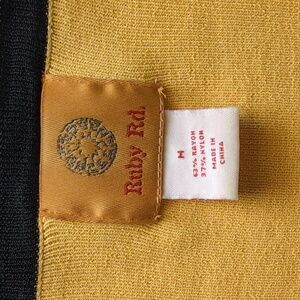 Ruby Rd.
M
63% RAYON
37% NYLON
MADE IN
CHINA